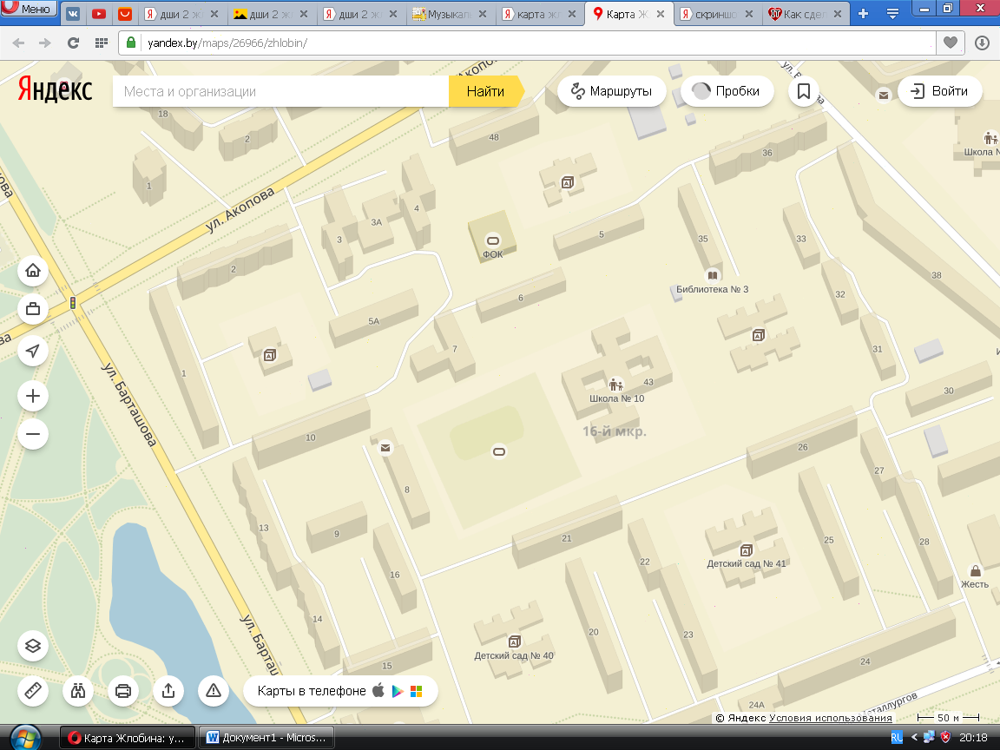 Меню
дши 2 ж
дши 2 ж
дши 2 ж
Музыкал
карта жл
Карта Ж
скриншо
Как сдел
yandex.by/maps/26966/zhlobin/
Яндекс
Места и организации
Найти
Маршруты
Пробки
Войти
18
2
48
36
Школа №
1
ул. Акопова
3
3А
4
ФОК
5
35
33
38
2
Библиотека № 3
32
5А
6
7
31
1
43
Школа № 10
30
ул. Барташова
10
16-й мкр.
26
8
27
13
9
21
25
28
16
22
Детский сад № 41
Жесть
14
20
23
Детский сад № 40
15
24
24А
Карты в телефоне
© Яндекс Условия использования
50 м
Карта Жлобина: у...
Документ1 - Micros...
RU
20:18